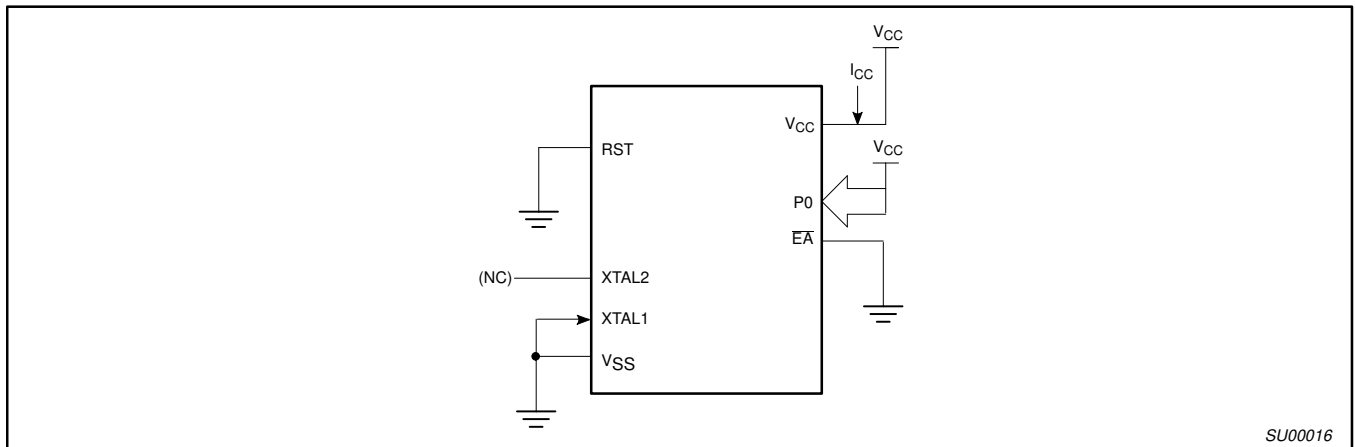 VCC
ICC
VCC
RST
VCC
P0
EA
(NC)
XTAL2
XTAL1
VSS
SU00016